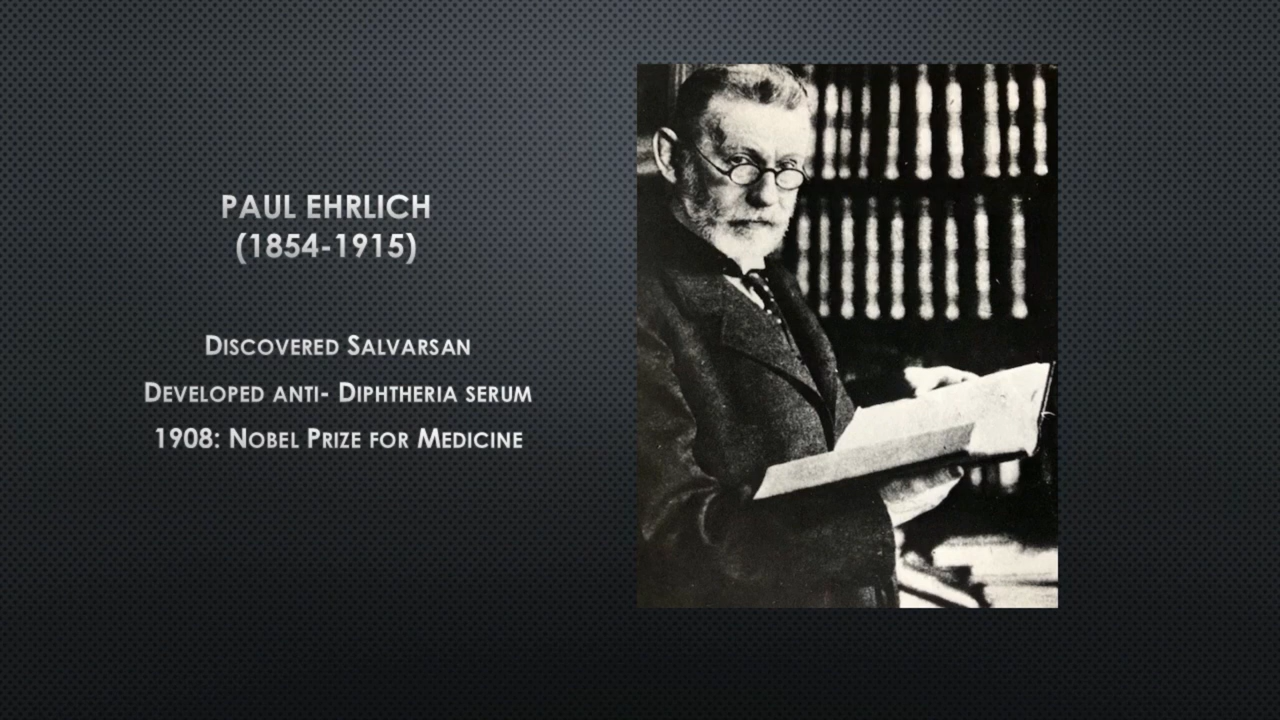 PAUL EHRLICH
(1854-1915)
Discovered Salvarsan
Developed anti- Diphtheria serum
1908: Nobel Prize for Medicine